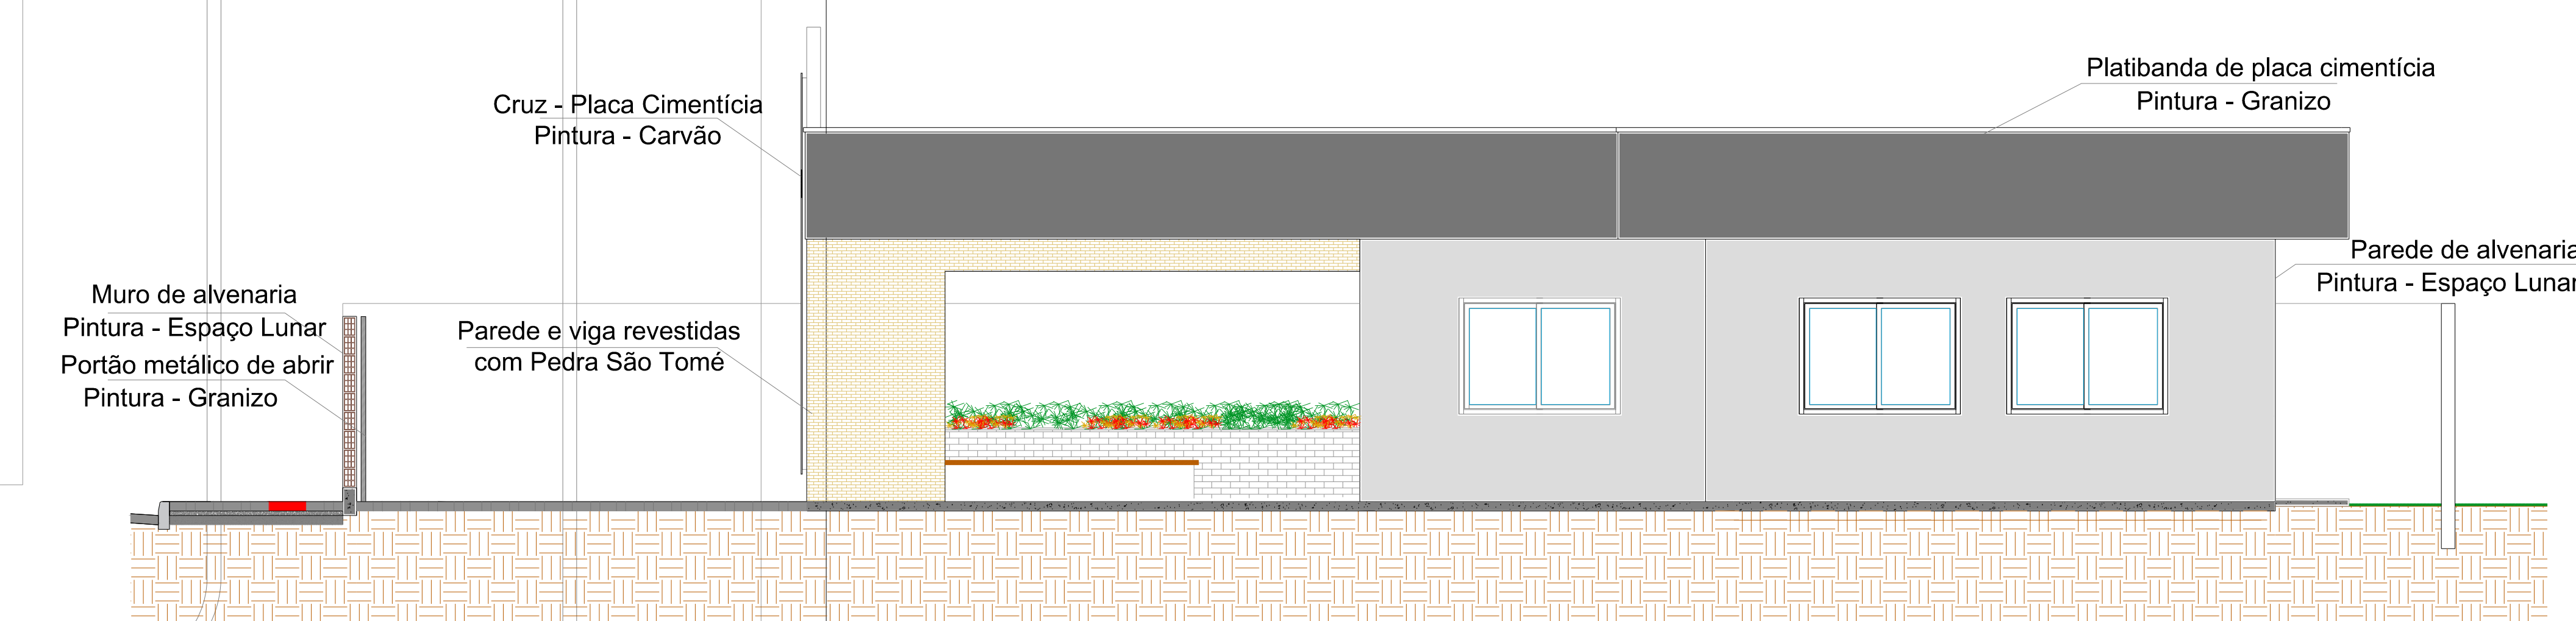 Platibanda de placa cimentícia
Pintura - Granizo
Cruz - Placa Cimentícia
Pintura - Carvão
Parede de alvenaria
Pintura - Espaço Lunar
Muro de alvenaria
Pintura - Espaço Lunar
Portão metálico de abrir
Pintura - Granizo
Parede e viga revestidas
com Pedra São Tomé